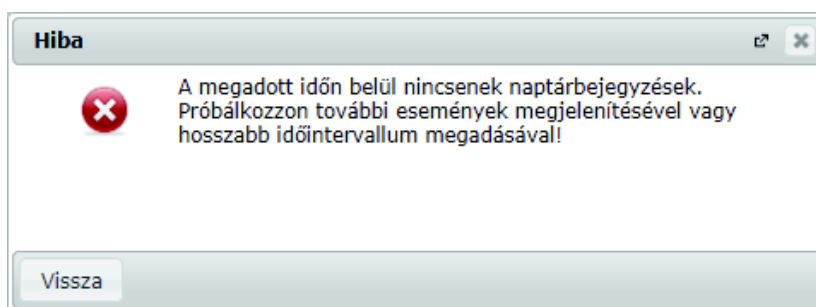 Hiba
A megadott időn belül nincsenek naptárbejegyzések.
Próbálkozzon további események megjelenítésével vagy
hosszabb időintervallum megadásával!
Vissza